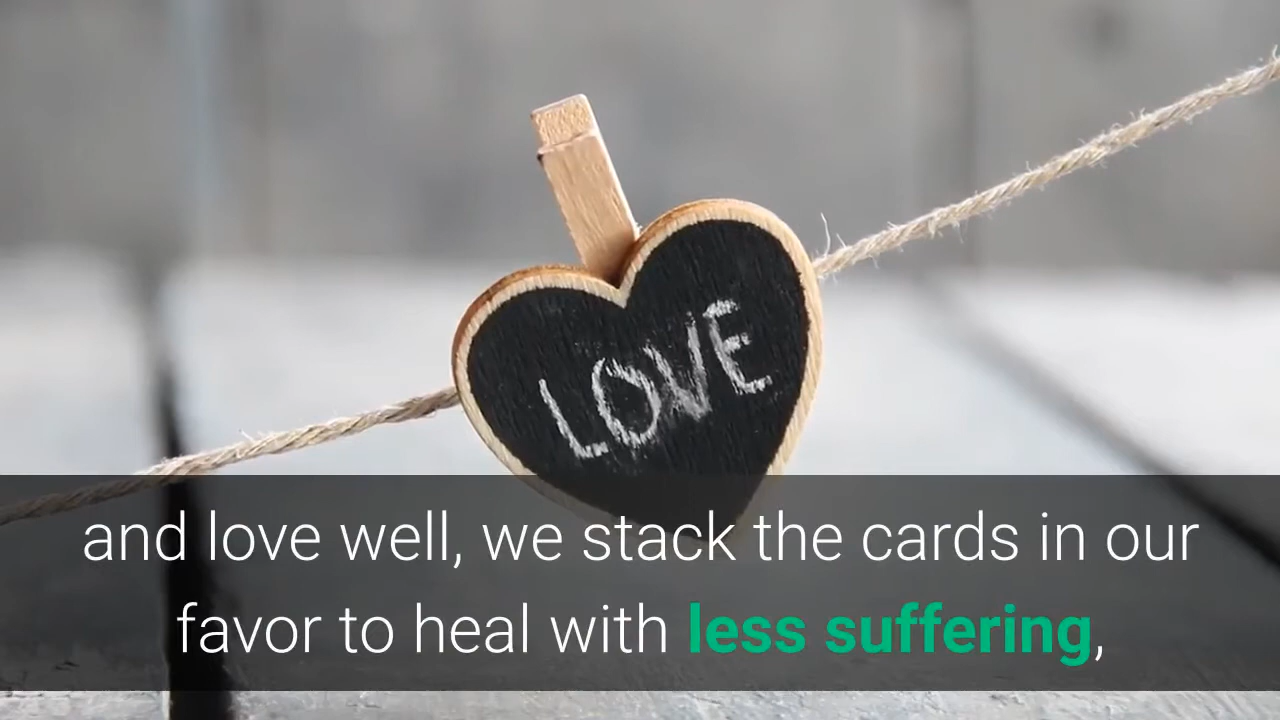 LOVE
and love well, we stack the cards in our
favor to heal with less suffering,